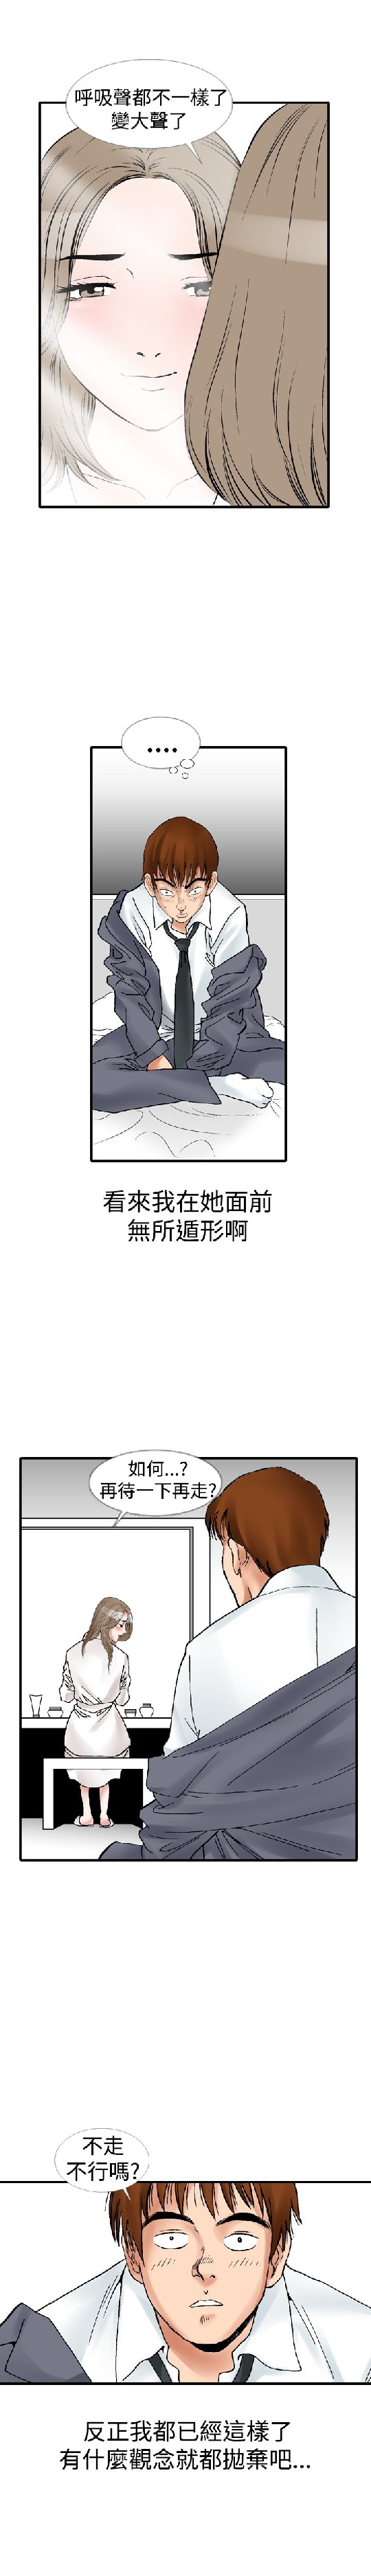 呼吸聲都不一樣了
變大聲了
....
看來我在她面前
無所遁形啊
如何...?
再待一下再走?
不走
不行嗎?
反正我都已經這樣了
有什麼觀念就都拋棄吧...